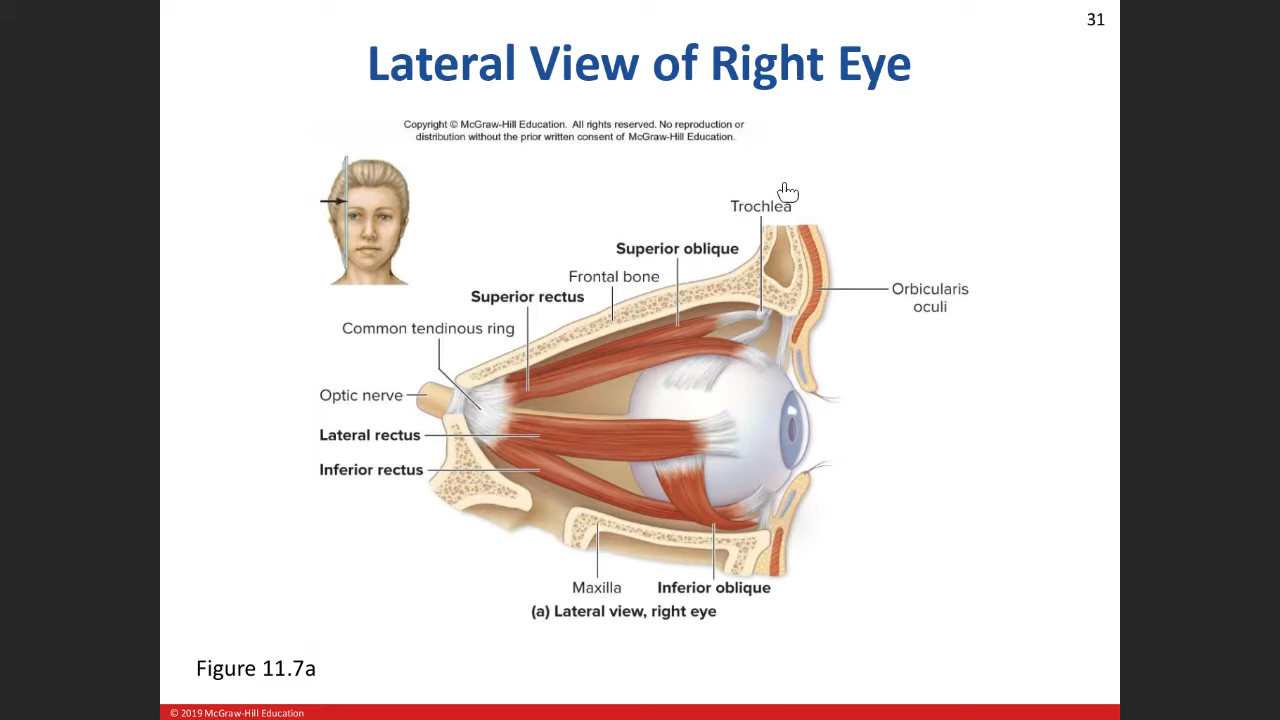 31
Lateral View of Right Eye
Copyright © McGraw-Hill Education. All rights reserved. No reproduction or
distribution without the prior written consent of McGraw-Hill Education.
Trochlea
Superior oblique
Frontal bone
Superior rectus
Orbicularis
oculi
Common tendinous ring
Optic nerve
Lateral rectus
Inferior rectus
Maxilla
Inferior oblique
(a) Lateral view, right eye
Figure 11.7a
© 2019 McGraw-Hill Education